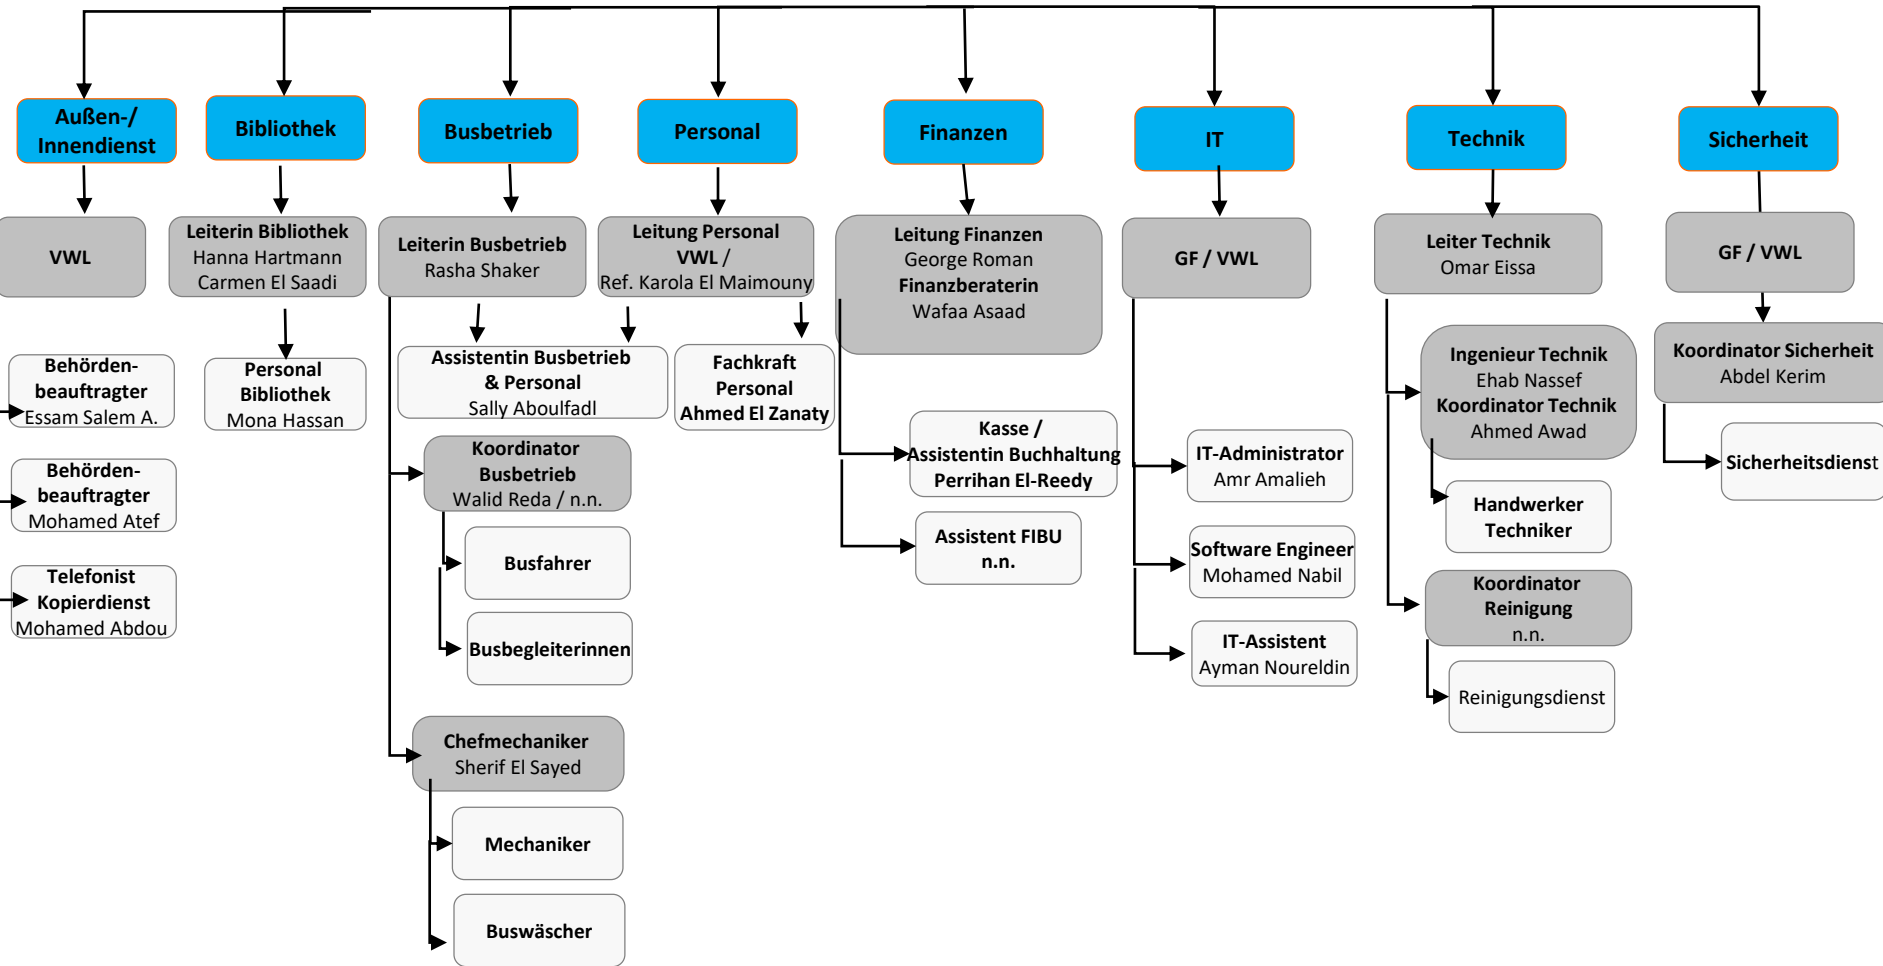 Außen-/
Innendienst
Bibliothek
Busbetrieb
Personal
Finanzen
IT
Technik
Sicherheit
VWL
Leiterin Bibliothek
Hanna Hartmann
Carmen El Saadi
Leiterin Busbetrieb
Rasha Shaker
Leitung Personal
VWL /
Ref. Karola El Maimouny
Leitung Finanzen
George Roman
Finanzberaterin
Wafaa Asaad
GF / VWL
Leiter Technik
Omar Eissa
GF / VWL
Behörden-
beauftragter
Essam Salem A.
Personal
Bibliothek
Mona Hassan
Assistentin Busbetrieb
& Personal
Sally Aboulfadl
Fachkraft
Personal
Ahmed El Zanaty
Ingenieur Technik
Ehab Nassef
Koordinator Technik
Ahmed Awad
Koordinator Sicherheit
Abdel Kerim
Behörden-
beauftragter
Mohamed Atef
Koordinator
Busbetrieb
Walid Reda / n.n.
Kasse /
Assistentin Buchhaltung
Perrihan El-Reedy
IT-Administrator
Amr Amalieh
Handwerker
Techniker
Sicherheitsdienst
Telefonist
Kopierdienst
Mohamed Abdou
Busfahrer
Assistent FIBU
n.n.
Software Engineer
Mohamed Nabil
Koordinator
Reinigung
n.n.
Busbegleiterinnen
IT-Assistent
Ayman Noureldin
Reinigungsdienst
Chefmechaniker
Sherif El Sayed
Mechaniker
Buswäscher